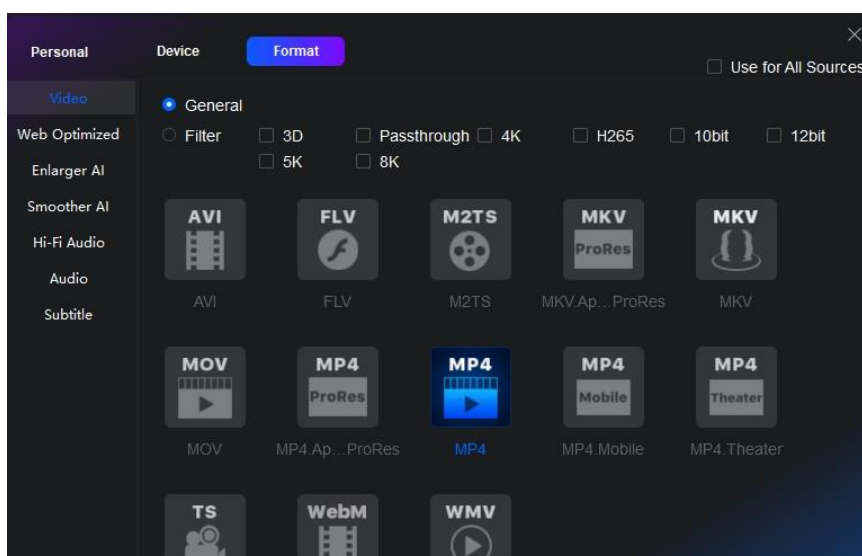 Personal
Device
Format
Use for All Sources
Video
Web Optimized
Enlarger AI
Smoother AI
Hi-Fi Audio
Audio
Subtitle
General
Filter 3D Passthrough 4K H265 10bit 12bit
5K 8K
AVI FLV M2TS MKV MKV
ProRes
AVI FLV M2TS MKV.Ap...ProRes MKV
MOV MP4 MP4 MP4 MP4
ProRes Mobile Theater
MOV MP4.Ap...ProRes MP4 MP4.Mobile MP4.Theater
TS WebM WMV